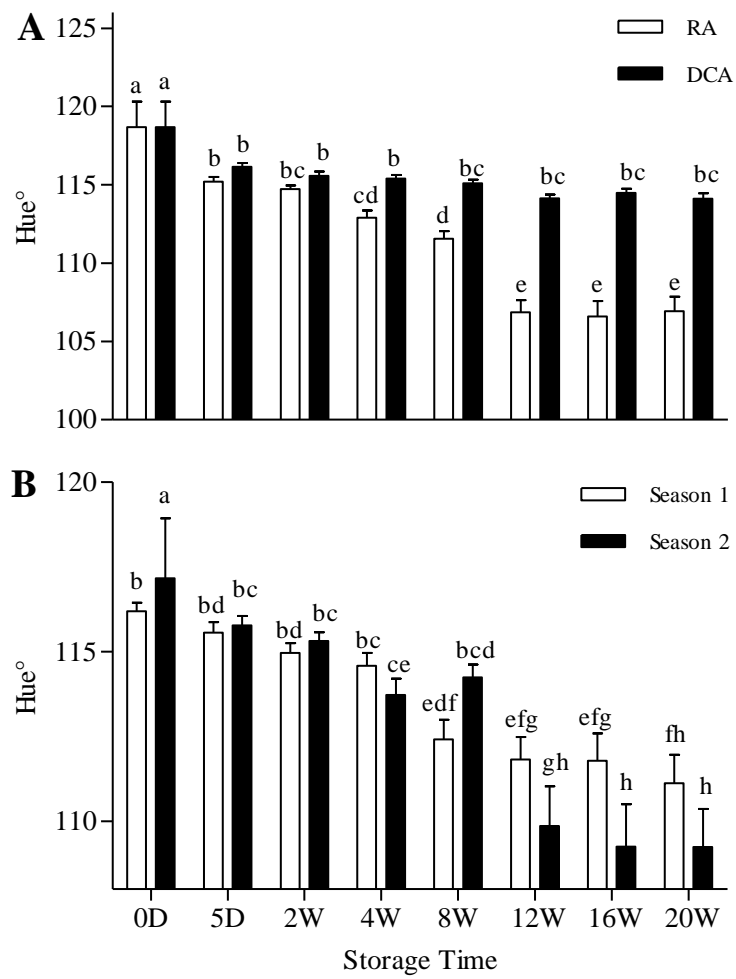 A
125
120
115
110
105
100
Hue°
RA
DCA
a a
b b
bc b
cd b
d bc
e bc
e bc
e bc
B
120
115
110
Hue°
Season 1
Season 2
b a
bd bc
bd bc
bc ce
edf bcd
efg gh
efg h
fh h
0D 5D 2W 4W 8W 12W 16W 20W
Storage Time